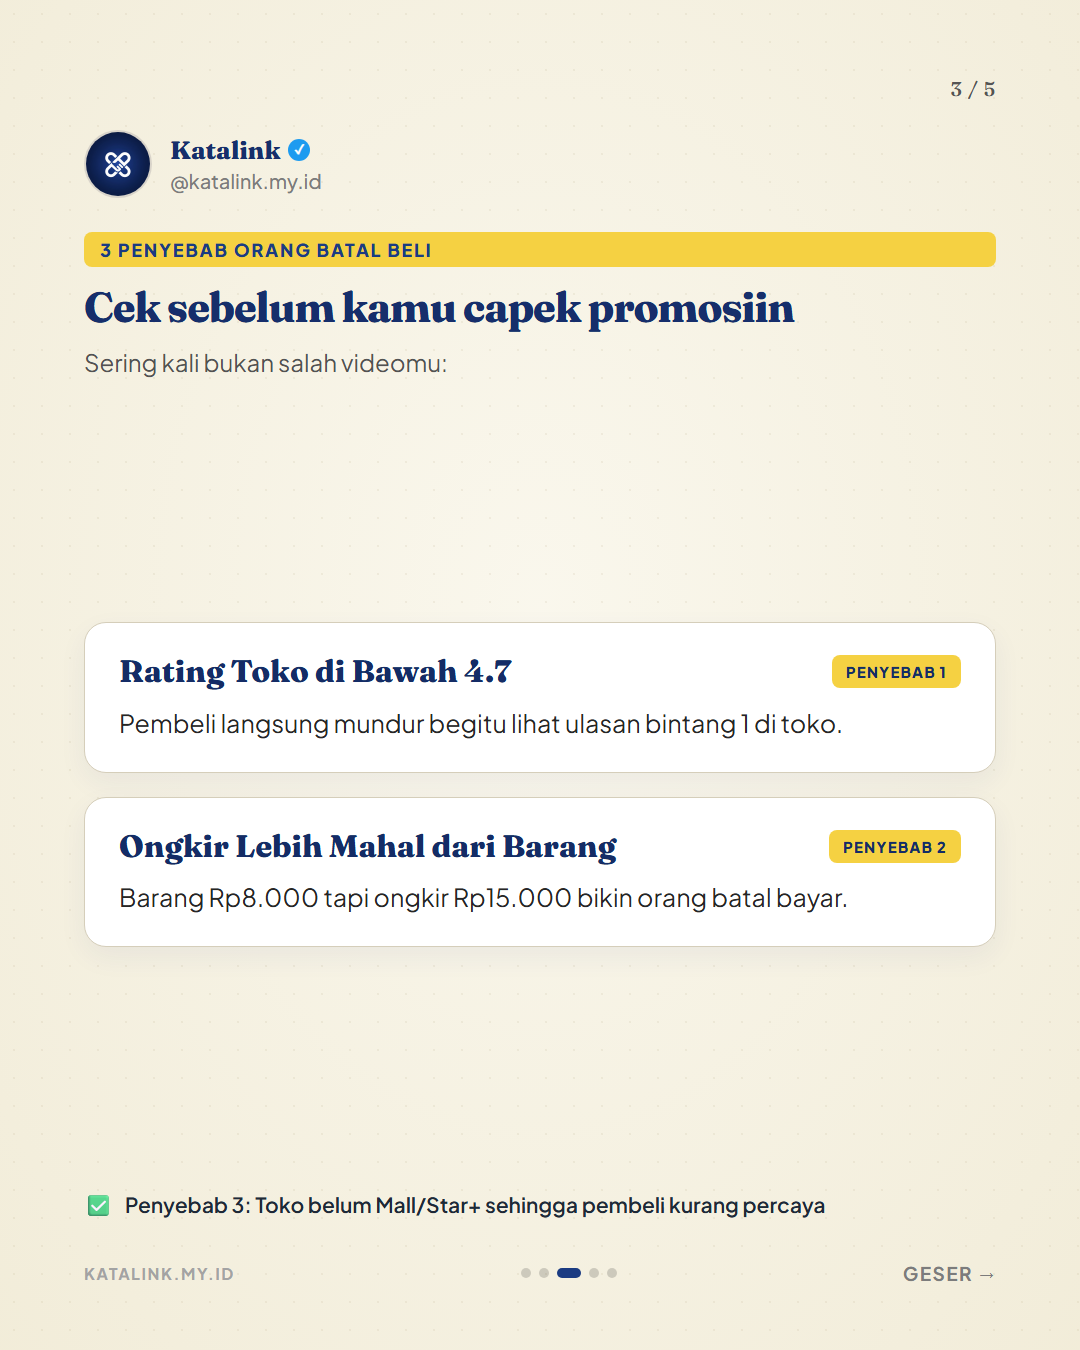 3 / 5
Katalink
@katalink.my.id
3 PENYEBAB ORANG BATAL BELI
Cek sebelum kamu capek promosiin
Sering kali bukan salah videomu:
Rating Toko di Bawah 4.7
PENYEBAB 1
Pembeli langsung mundur begitu lihat ulasan bintang 1 di toko.
Ongkir Lebih Mahal dari Barang
PENYEBAB 2
Barang Rp8.000 tapi ongkir Rp15.000 bikin orang batal bayar.
✅ Penyebab 3: Toko belum Mall/Star+ sehingga pembeli kurang percaya
KATALINK.MY.ID
GESER →